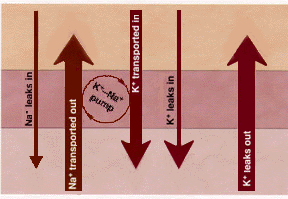 Na⁺ leaks in
Na⁺ transported out
K⁺–Na⁺
pump
K⁺ transported in
K⁺ leaks in
K⁺ leaks out